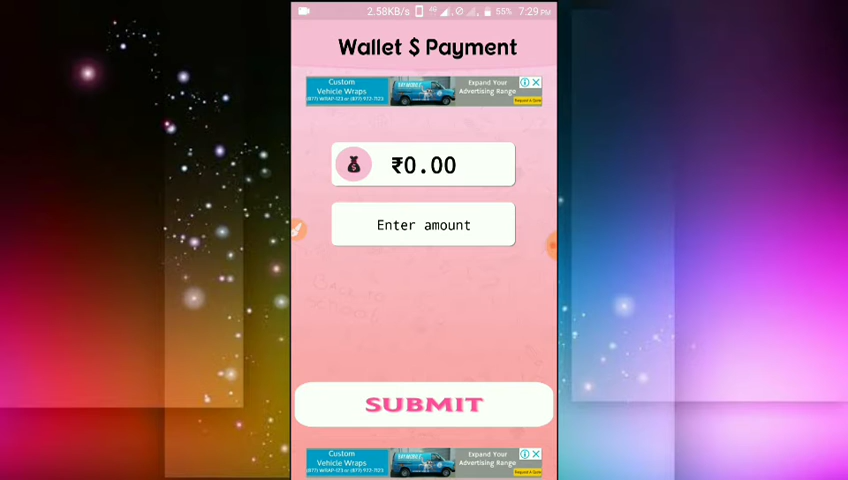 2.58KB/s 4G 55% 7:29 PM
Wallet $ Payment
Custom
Vehicle Wraps
Expand Your
Advertising Range
₹0.00
Enter amount
SUBMIT
Custom
Vehicle Wraps
Expand Your
Advertising Range